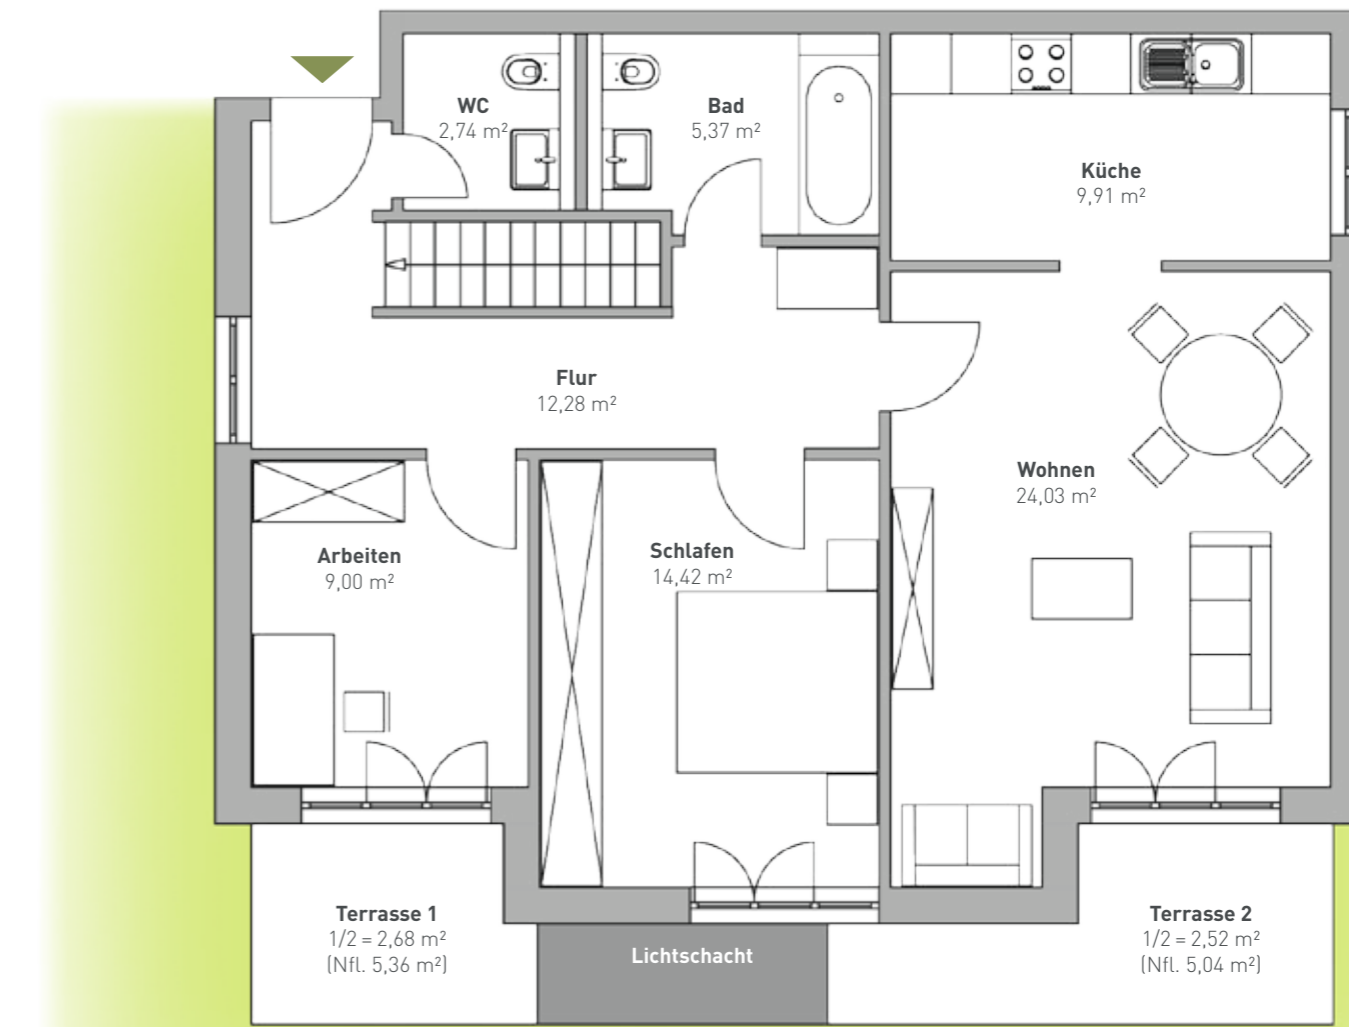 WC
2,74 m²
Bad
5,37 m²
Küche
9,91 m²
Flur
12,28 m²
Wohnen
24,03 m²
Arbeiten
9,00 m²
Schlafen
14,42 m²
Terrasse 1
1/2 = 2,68 m²
(Nfl. 5,36 m²)
Lichtschacht
Terrasse 2
1/2 = 2,52 m²
(Nfl. 5,04 m²)